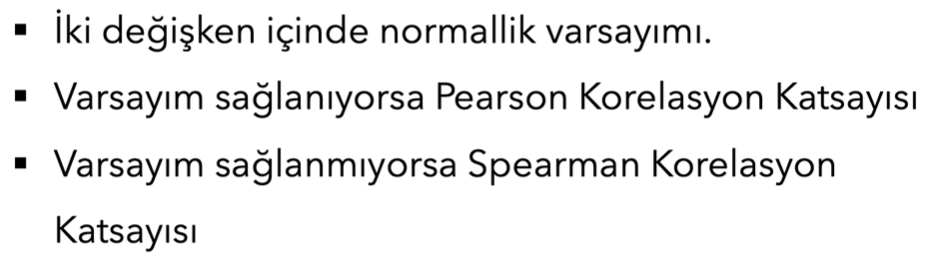 ▪ İki değişken içinde normallik varsayımı.
▪ Varsayım sağlanıyorsa Pearson Korelasyon Katsayısı
▪ Varsayım sağlanmıyorsa Spearman Korelasyon
Katsayısı